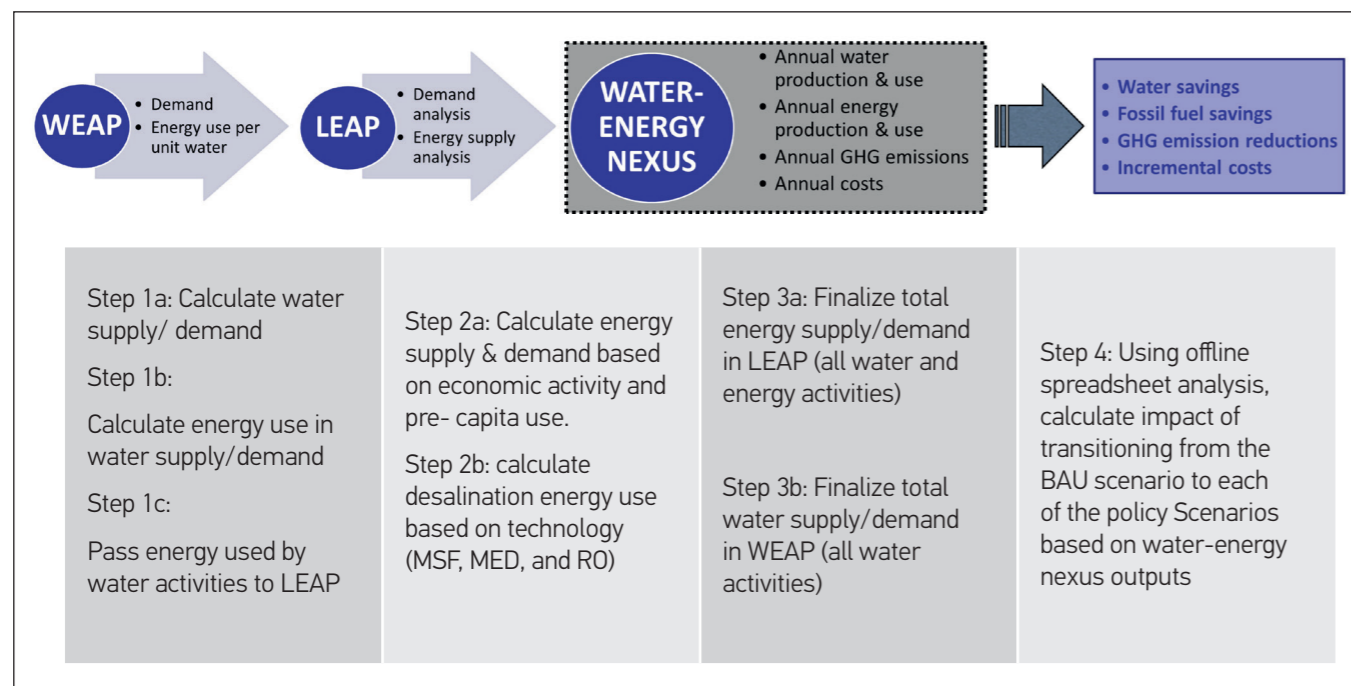 WEAP
• Demand
• Energy use per
unit water
LEAP
• Demand
analysis
• Energy supply
analysis
WATER-
ENERGY
NEXUS
• Annual water
production & use
• Annual energy
production & use
• Annual GHG emissions
• Annual costs
• Water savings
• Fossil fuel savings
• GHG emission reductions
• Incremental costs
Step 1a: Calculate water
supply/ demand
Step 1b:
Calculate energy use in
water supply/demand
Step 1c:
Pass energy used by
water activities to LEAP
Step 2a: Calculate energy
supply & demand based
on economic activity and
pre- capita use.
Step 2b: calculate
desalination energy use
based on technology
(MSF, MED, and RO)
Step 3a: Finalize total
energy supply/demand
in LEAP (all water and
energy activities)
Step 3b: Finalize total
water supply/demand
in WEAP (all water
activities)
Step 4: Using offline
spreadsheet analysis,
calculate impact of
transitioning from the
BAU scenario to each
of the policy Scenarios
based on water-energy
nexus outputs